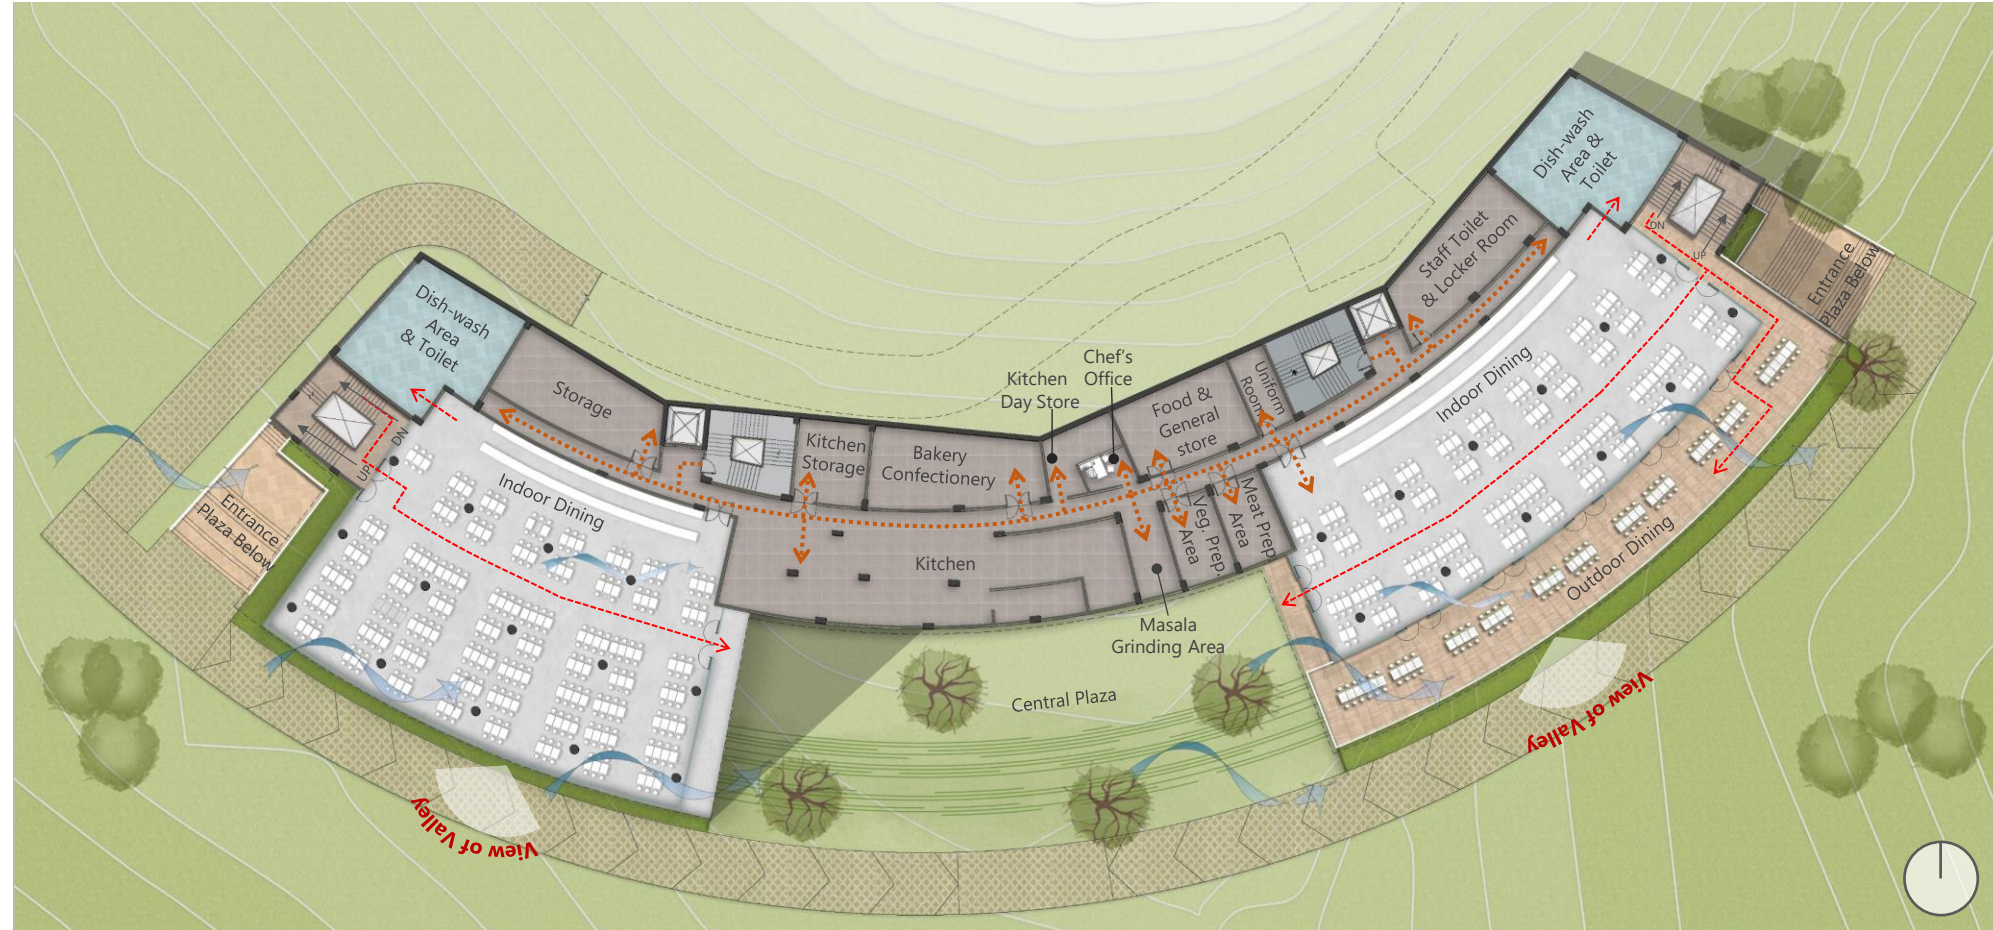 Dish-wash
Area &
Toilet
Staff Toilet
& Locker Room
DN
UP
Entrance
Plaza Below
Dish-wash
Area
& Toilet
Storage
DN
UP
Entrance
Plaza Below
Indoor Dining
Kitchen
Storage
Bakery
Confectionery
Kitchen
Day Store
Chef's
Office
Food &
General
store
Uniform
Room
Indoor Dining
Outdoor Dining
Kitchen
Veg. Prep.
Area
Meat Prep.
Area
Masala
Grinding Area
Central Plaza
View of Valley
View of Valley